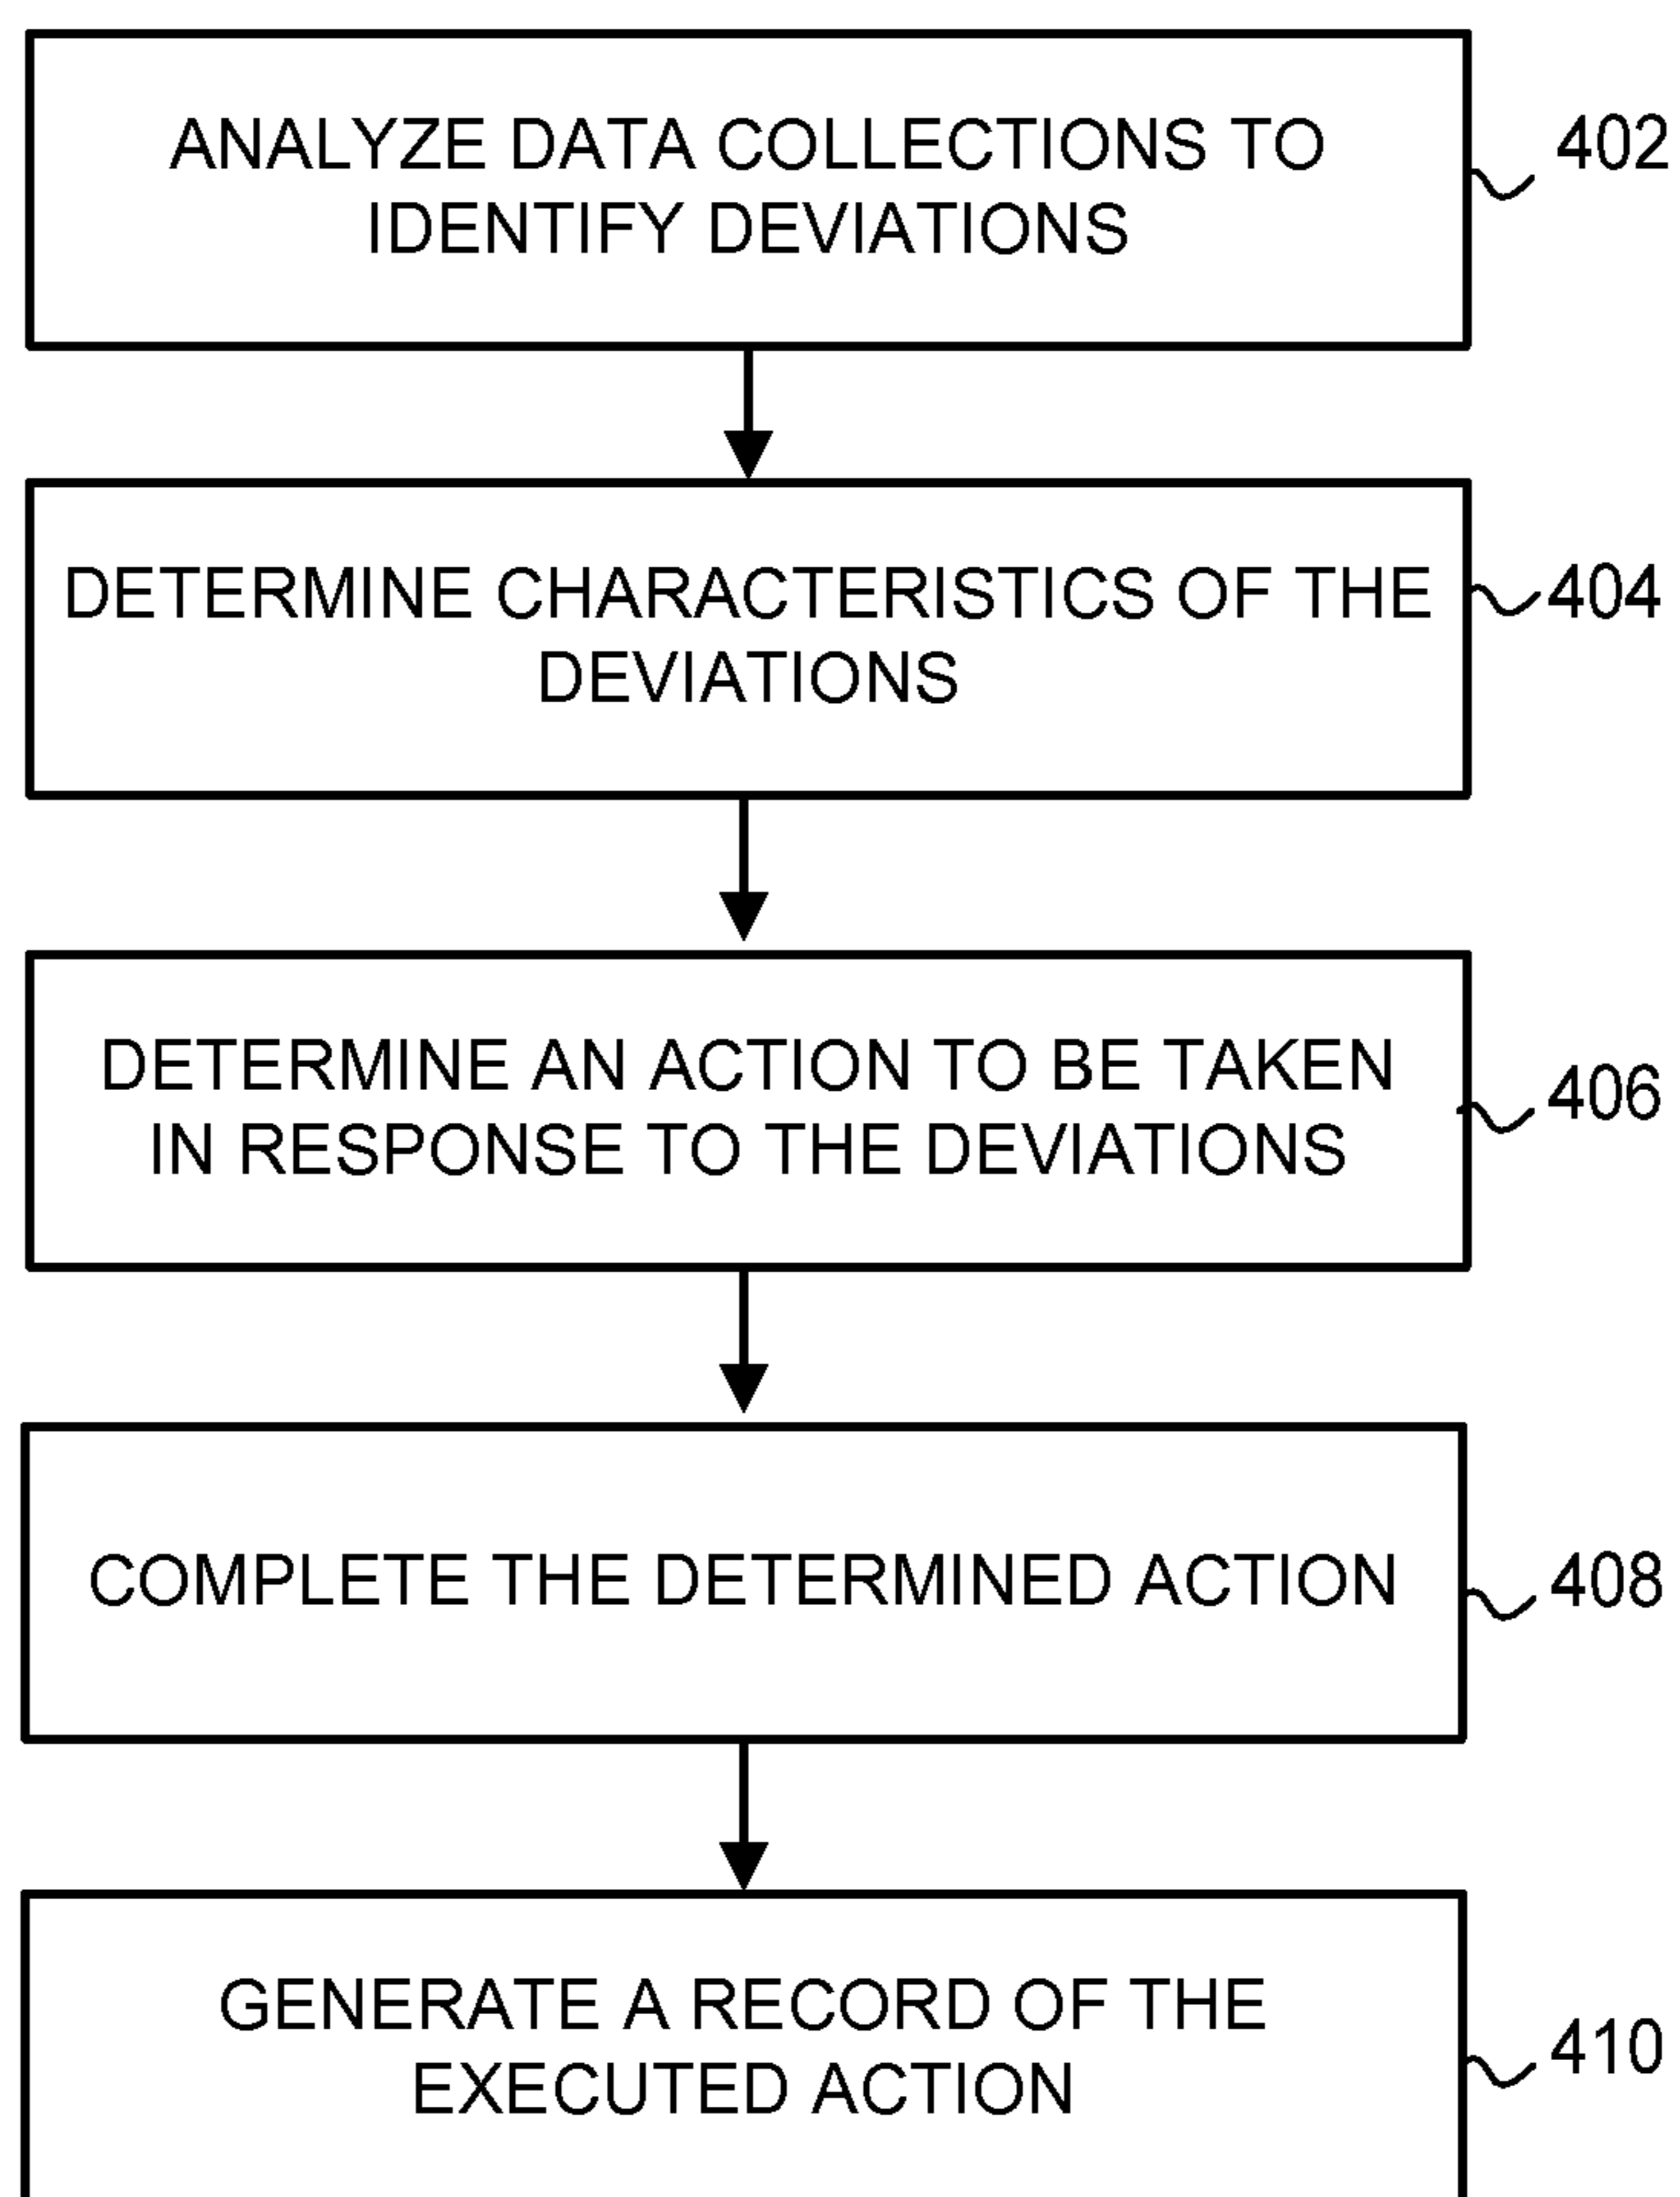 ANALYZE DATA COLLECTIONS TO
IDENTIFY DEVIATIONS
402
DETERMINE CHARACTERISTICS OF THE
DEVIATIONS
404
DETERMINE AN ACTION TO BE TAKEN
IN RESPONSE TO THE DEVIATIONS
406
COMPLETE THE DETERMINED ACTION
408
GENERATE A RECORD OF THE
EXECUTED ACTION
410